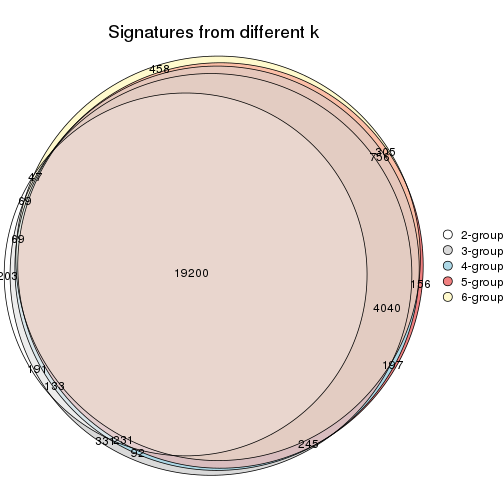 Signatures from different k
458
305
756
47
69
69
203
19200
156
4040
191
197
133
331
231
245
92
2-group
3-group
4-group
5-group
6-group